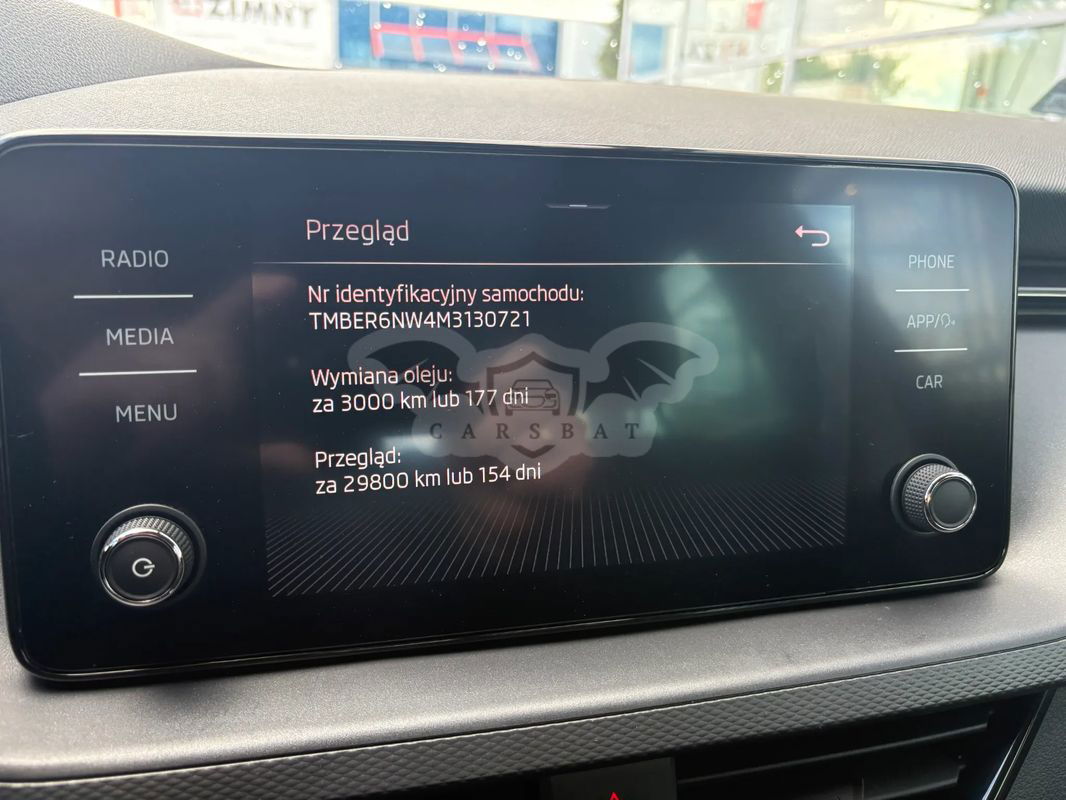 ZIMNY
RADIO
MEDIA
MENU
Przegląd
Nr identyfikacyjny samochodu:
TMBER6NW4M3130721
Wymiana oleju:
za 3000 km lub 177 dni
Przegląd:
za 29800 km lub 154 dni
CARSBAT
PHONE
APP/
CAR